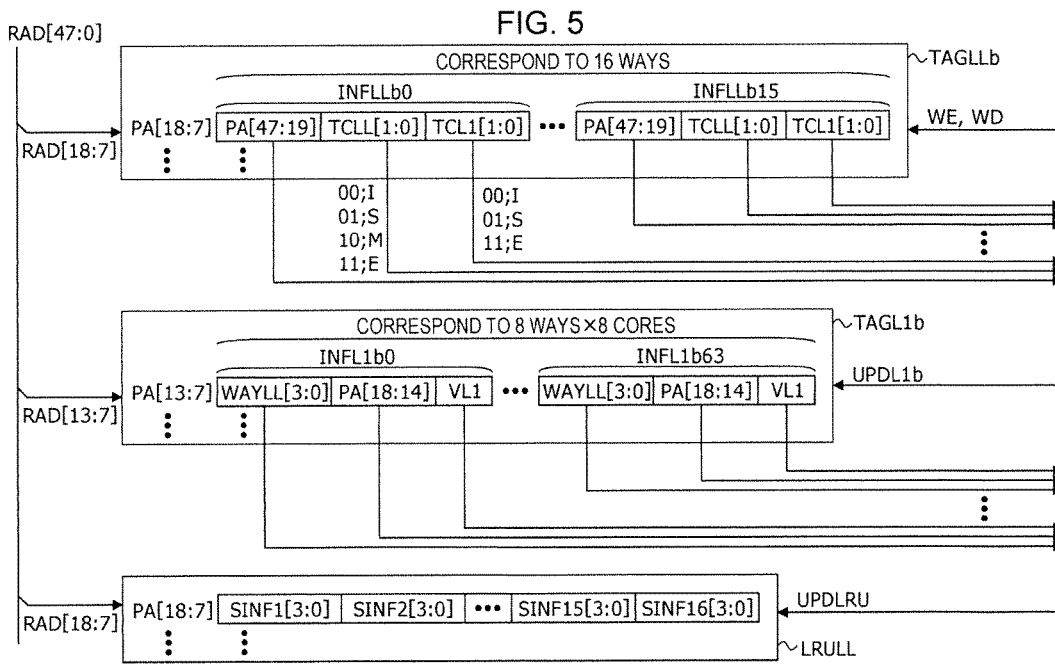 FIG. 5
RAD[47:0]
TAGLLb
CORRESPOND TO 16 WAYS
INFLLb0 INFLLb15
PA[18:7] PA[47:19] TCLL[1:0] TCL1[1:0] ••• PA[47:19] TCLL[1:0] TCL1[1:0]
WE, WD
RAD[18:7]
00;I 00;I
01;S 01;S
10;M 11;E
11;E
TAGL1b
CORRESPOND TO 8 WAYS×8 CORES
INFL1b0 INFL1b63
UPDL1b
PA[13:7] WAYLL[3:0] PA[18:14] VL1 ••• WAYLL[3:0] PA[18:14] VL1
RAD[13:7]
UPDLRU
PA[18:7] SINF1[3:0] SINF2[3:0] ••• SINF15[3:0] SINF16[3:0]
RAD[18:7]
LRULL